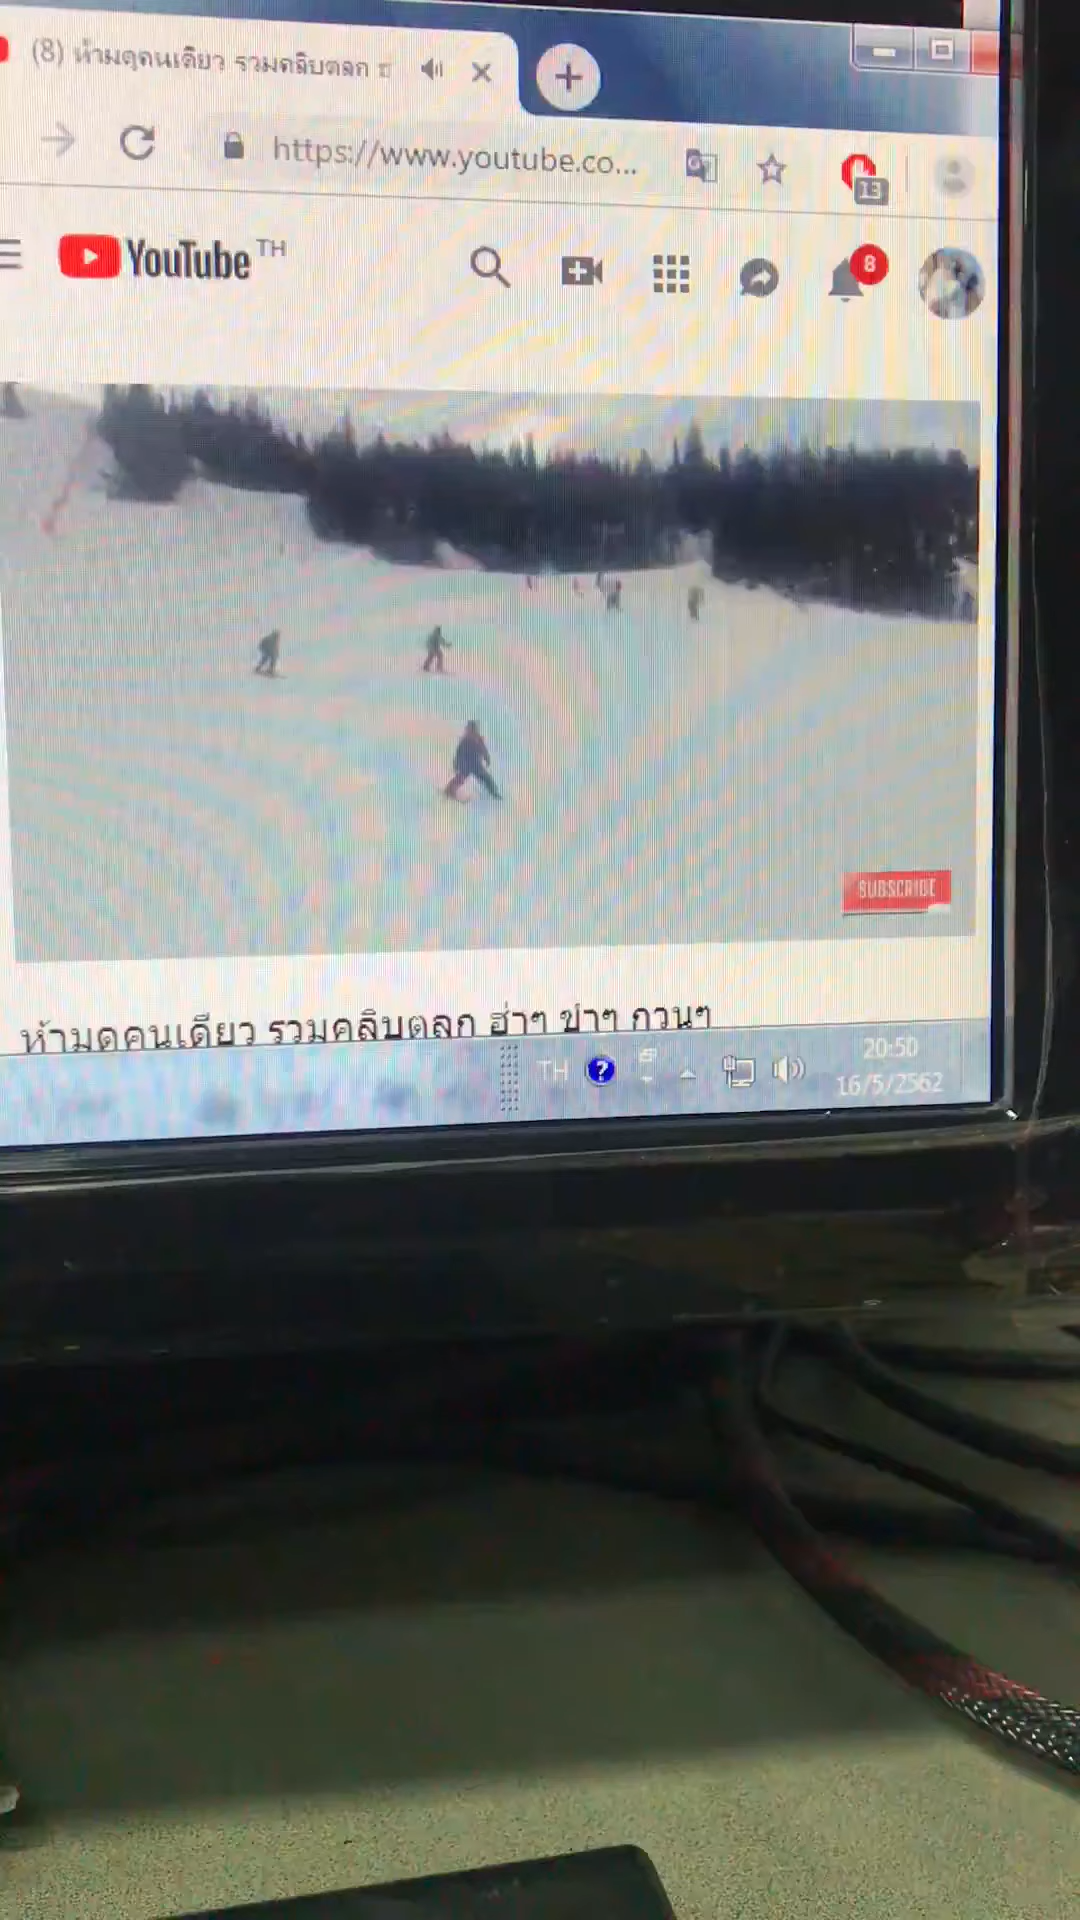 (8) ห้ามดูคนเดียว รวมคลิบตลก
https://www.youtube.co...
13
YouTube TH
8
SUBSCRIBE
ห้ามดูคนเดียว รวมคลิบตลก ฮ่าๆ ขำๆ กวนๆ
TH
?
20:50
16/5/2562